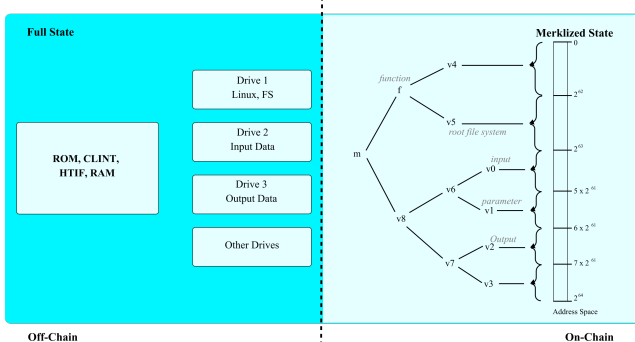 Full State
Merklized State
Drive 1
Linux, FS
Drive 2
Input Data
Drive 3
Output Data
Other Drives
ROM, CLINT,
HTIF, RAM
function
f
v4
v5
root file system
m
input
v0
v6
parameter
v1
v8
Output
v2
v7
v3
0
2^62
2^63
5 x 2^62
6 x 2^62
7 x 2^62
2^64
Address Space
Off-Chain
On-Chain